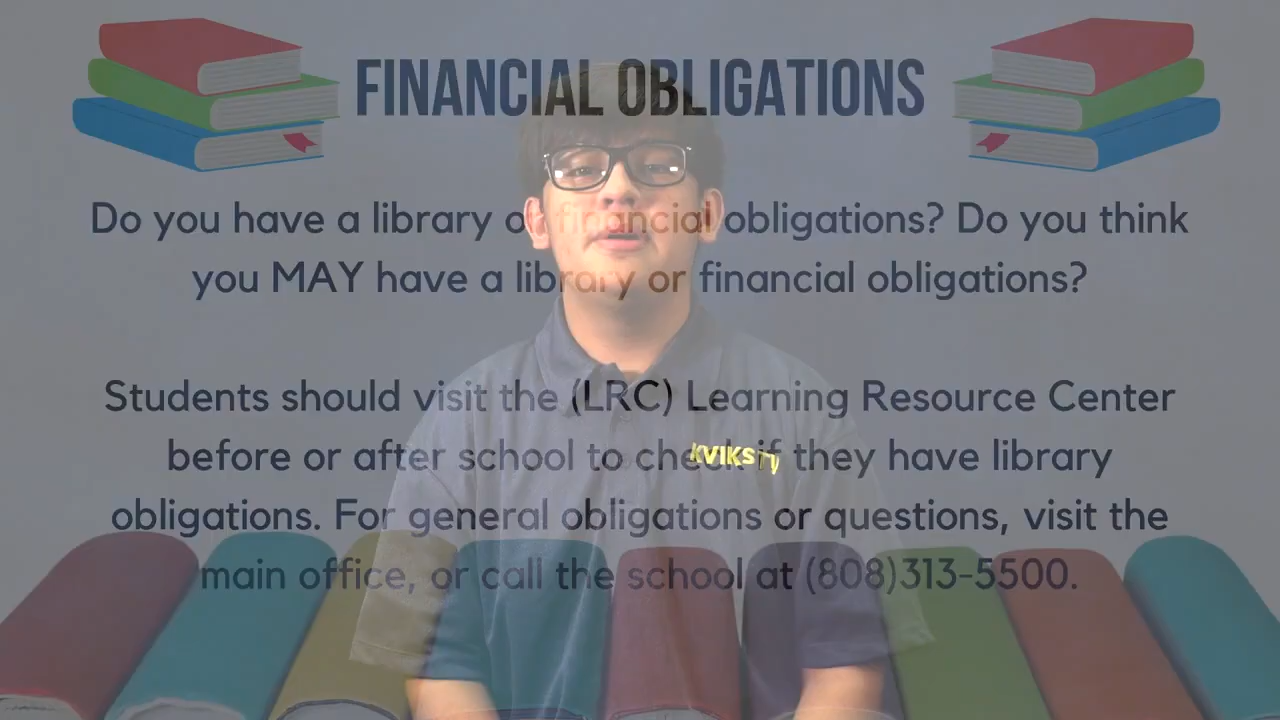 FINANCIAL OBLIGATIONS
Do you have a library or financial obligations? Do you think
you MAY have a library or financial obligations?
Students should visit the (LRC) Learning Resource Center
before or after school to check if they have library
KVIKS TV
obligations. For general obligations or questions, visit the
main office, or call the school at (808)313-5500.